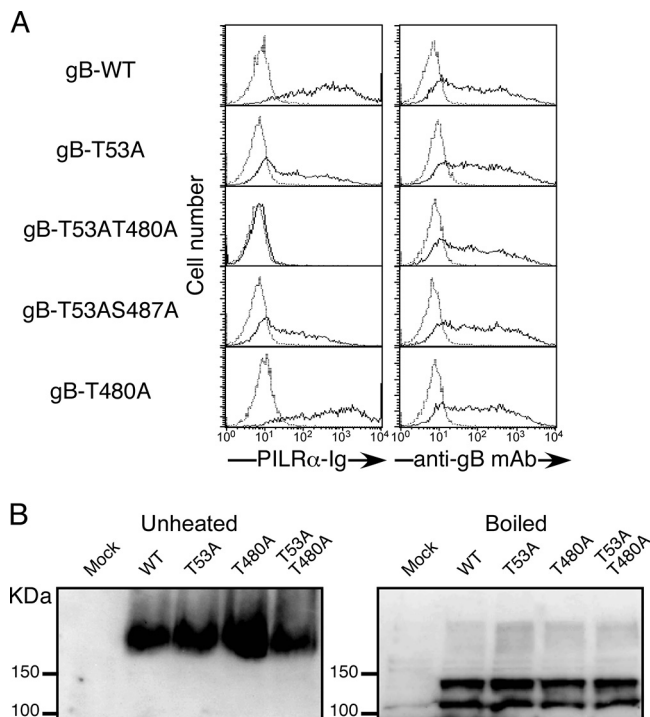 A
gB-WT
gB-T53A
gB-T53AT480A
gB-T53AS487A
gB-T480A
Cell number
10⁰ 10¹ 10² 10³ 10⁴
10⁰ 10¹ 10² 10³ 10⁴
PILRα-Ig
anti-gB mAb
B
Unheated
Boiled
Mock WT T53A T480A T53A T480A
Mock WT T53A T480A T53A T480A
KDa
150
100
150
100